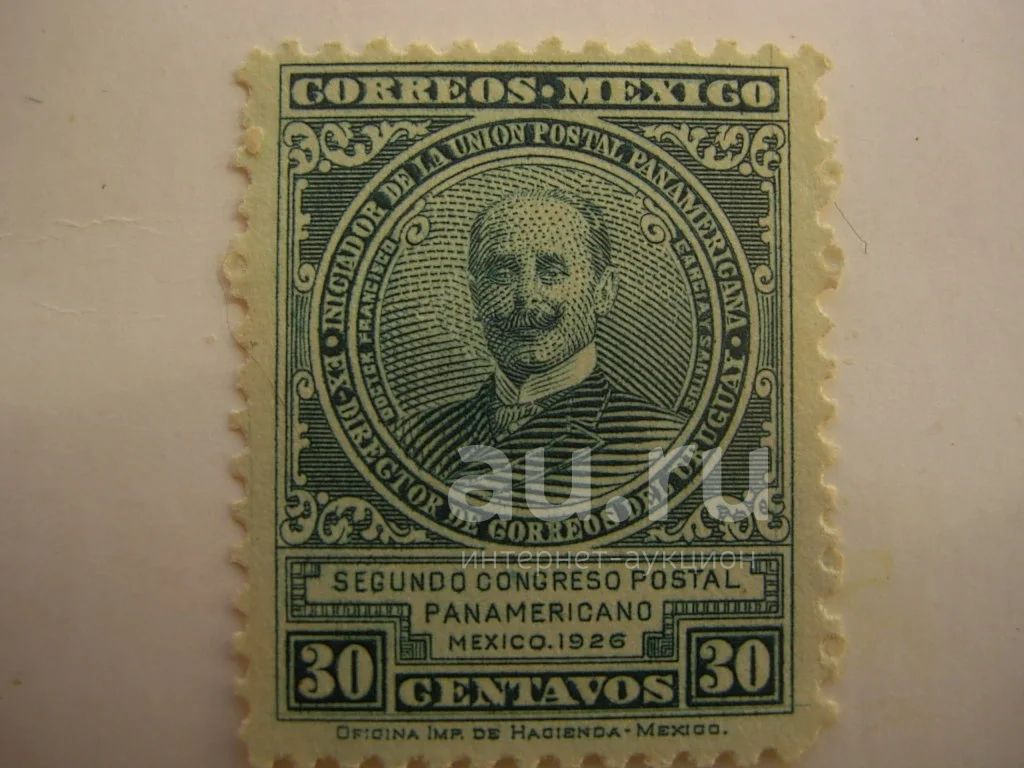 CORREOS·MEXICO
·INICIADOR DE LA UNION POSTAL PANAMERICANA·
DOCTOR FRANCISCO
GARCIA Y SANTOS
EX-DIRECTOR DE CORREOS DEL URUGUAY
au.ru
интернет-аукцион
SEGUNDO CONGRESO POSTAL
PANAMERICANO
MEXICO.1926
30 CENTAVOS 30
OFICINA IMP. DE HACIENDA-MEXICO.